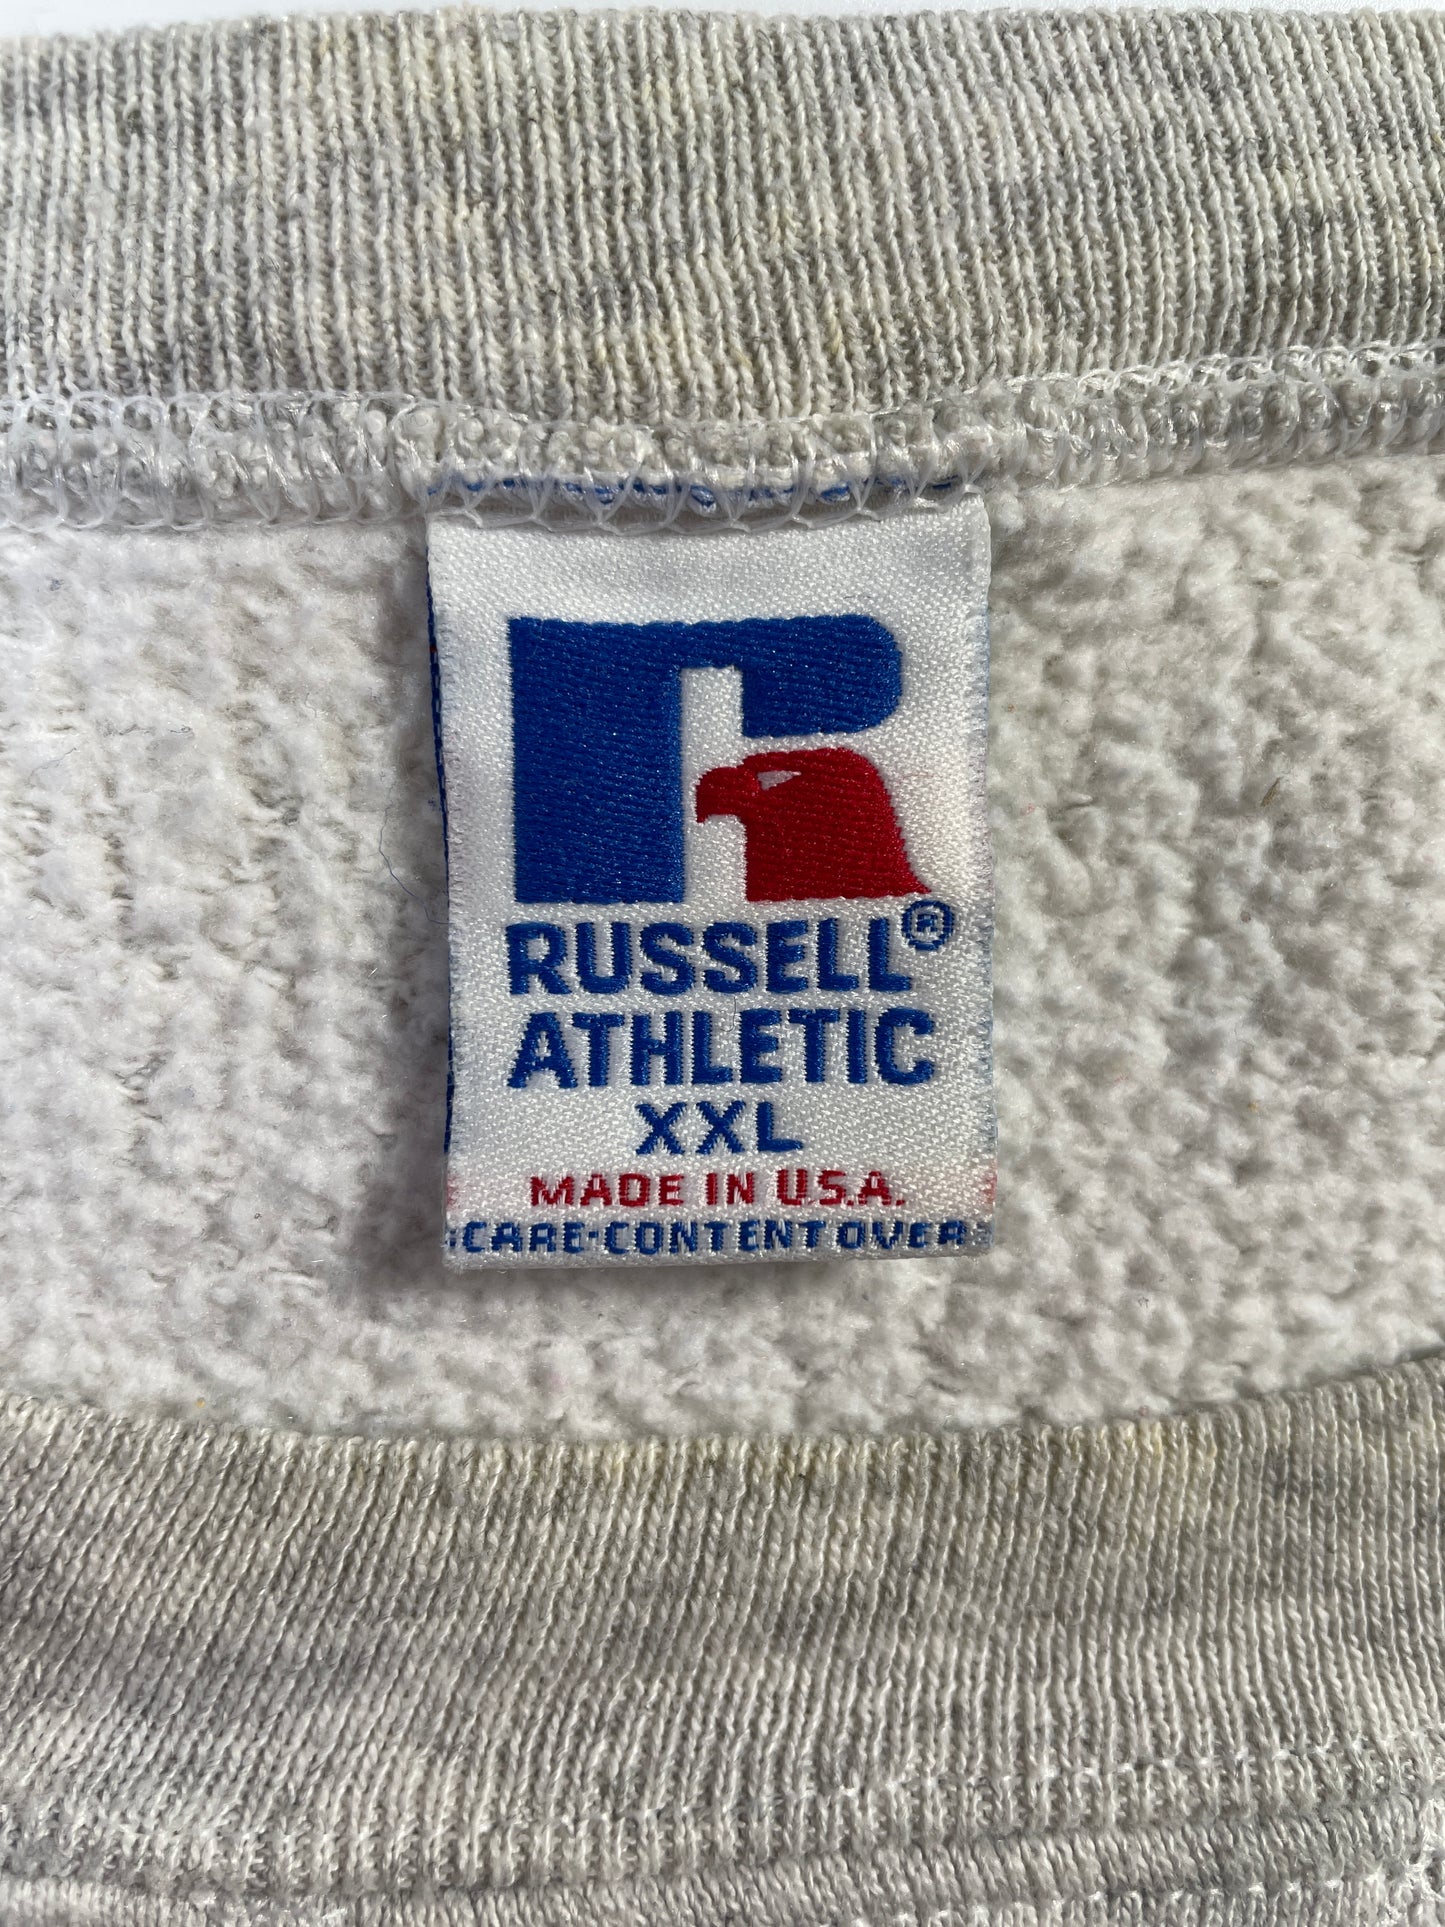 RUSSELL®
ATHLETIC
XXL
MADE IN U.S.A.
CARE-CONTENT OVER